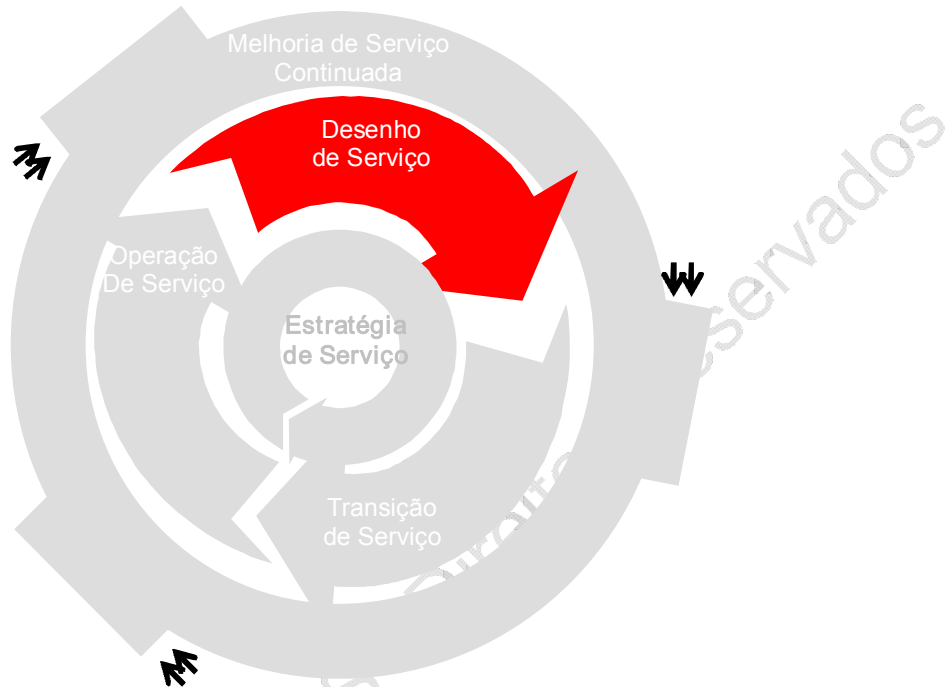 Melhoria de Serviço
Continuada
Desenho
de Serviço
Operação
De Serviço
Estratégia
de Serviço
Transição
de Serviço